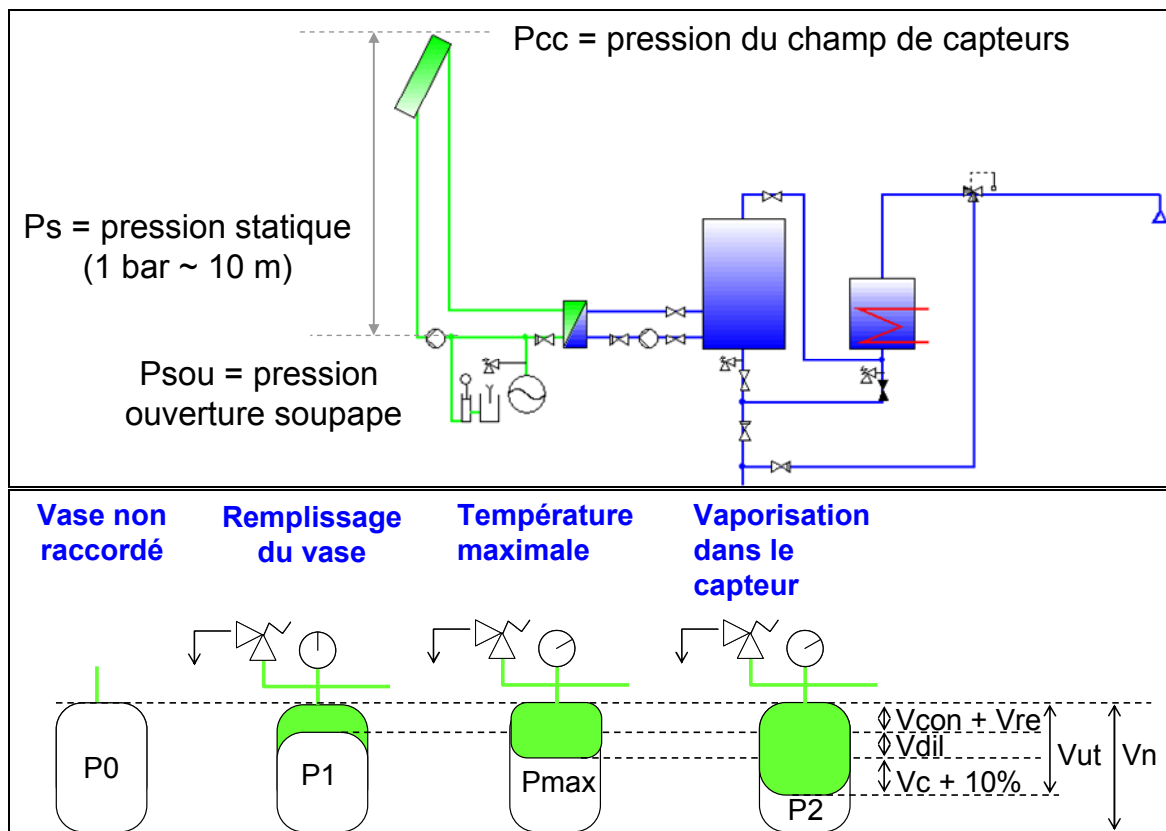 Pcc = pression du champ de capteurs
Ps = pression statique
(1 bar ~ 10 m)
Psou = pression
ouverture soupape
Vase non
raccordé
Remplissage
du vase
Température
maximale
Vaporisation
dans le
capteur
P0
P1
Pmax
P2
Vcon + Vre
Vdil
Vc + 10%
Vut
Vn